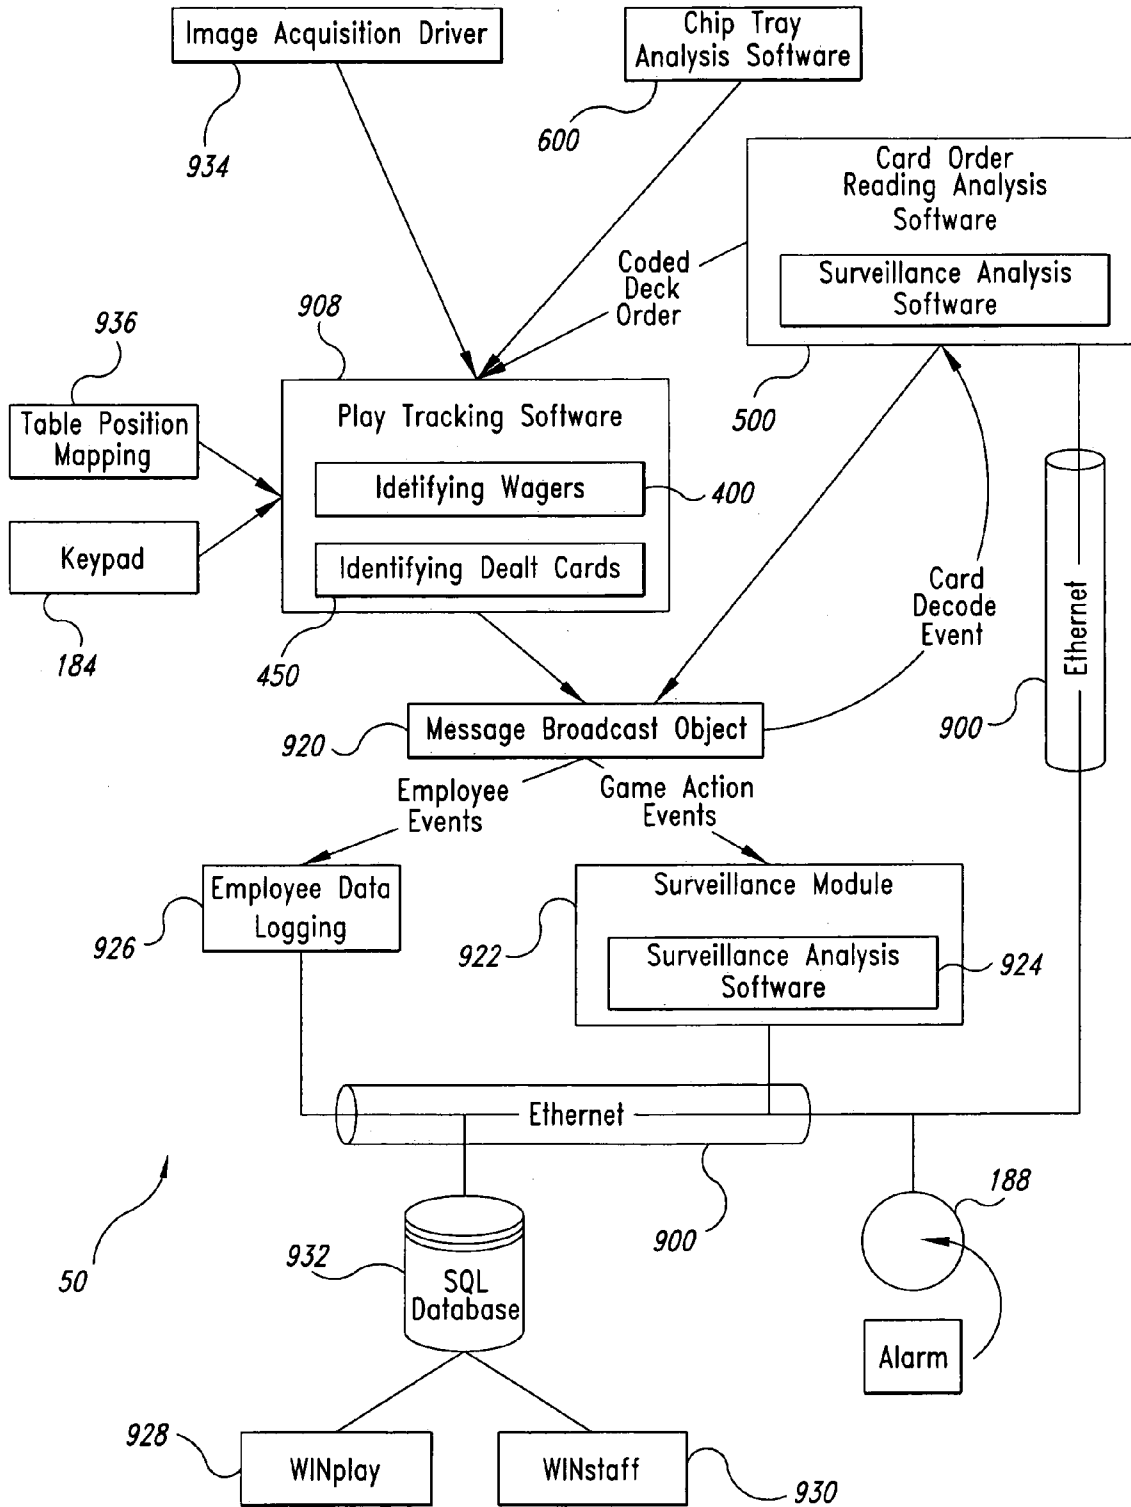 Image Acquisition Driver
Chip Tray
Analysis Software
934
600
Card Order
Reading Analysis
Software
Surveillance Analysis
Software
Coded
Deck
Order
936
908
500
Table Position
Mapping
Play Tracking Software
Idetifying Wagers
400
Keypad
Identifying Dealt Cards
184
450
Card
Decode
Event
Ethernet
900
920
Message Broadcast Object
Employee
Events
Game Action
Events
Employee Data
Logging
926
Surveillance Module
922
Surveillance Analysis
Software
924
Ethernet
900
188
50
932
SQL
Database
Alarm
928
WINplay
WINstaff
930